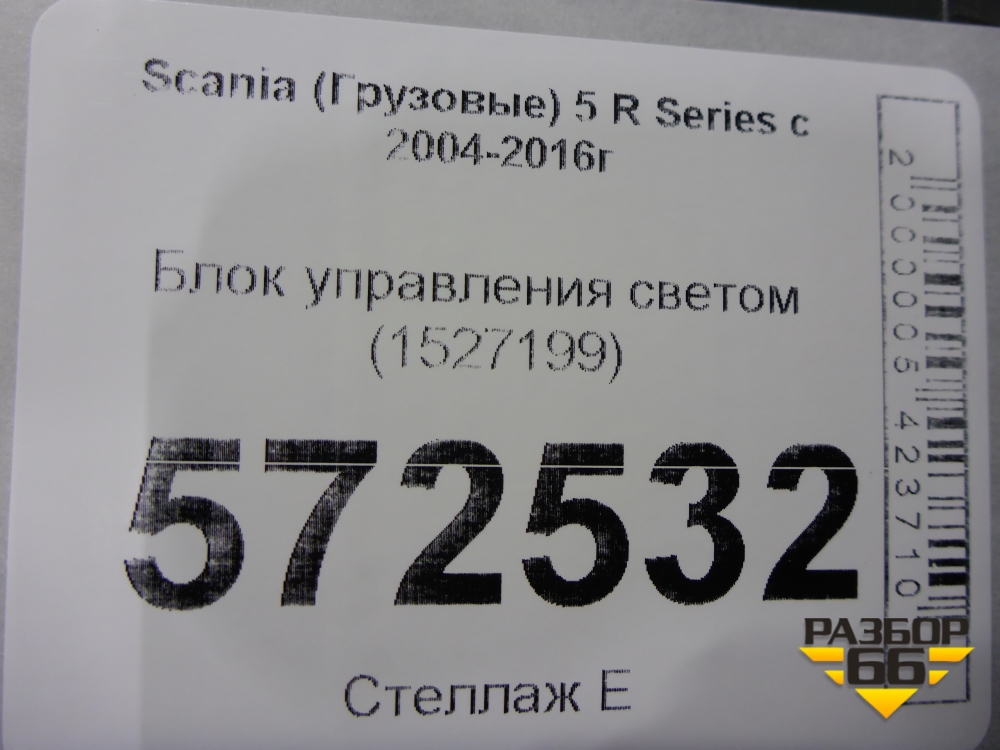 Scania (Грузовые) 5 R Series с
2004-2016г
Блок управления светом
(1527199)
572532
Стеллаж Е
2000005423710
РАЗБОР
66